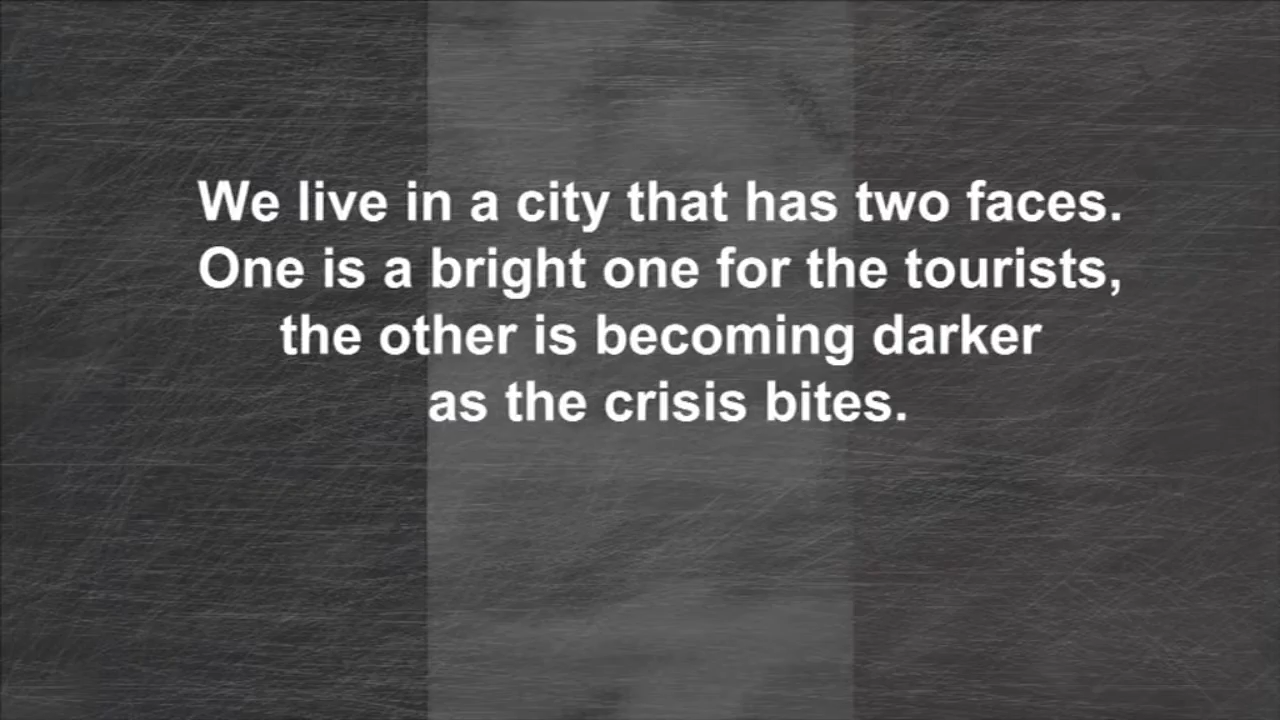 We live in a city that has two faces.
One is a bright one for the tourists,
the other is becoming darker
as the crisis bites.